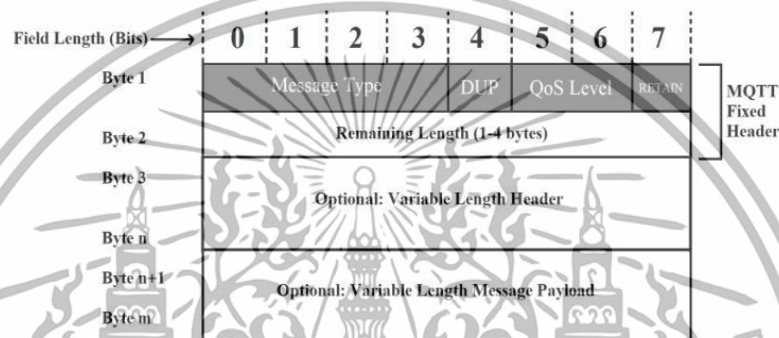 Field Length (Bits) 0 1 2 3 4 5 6 7
Byte 1 Message Type DUP QoS Level RETAIN
MQTT
Fixed
Header
Byte 2 Remaining Length (1-4 bytes)
Byte 3
Optional: Variable Length Header
Byte n
Byte n+1
Optional: Variable Length Message Payload
Byte m